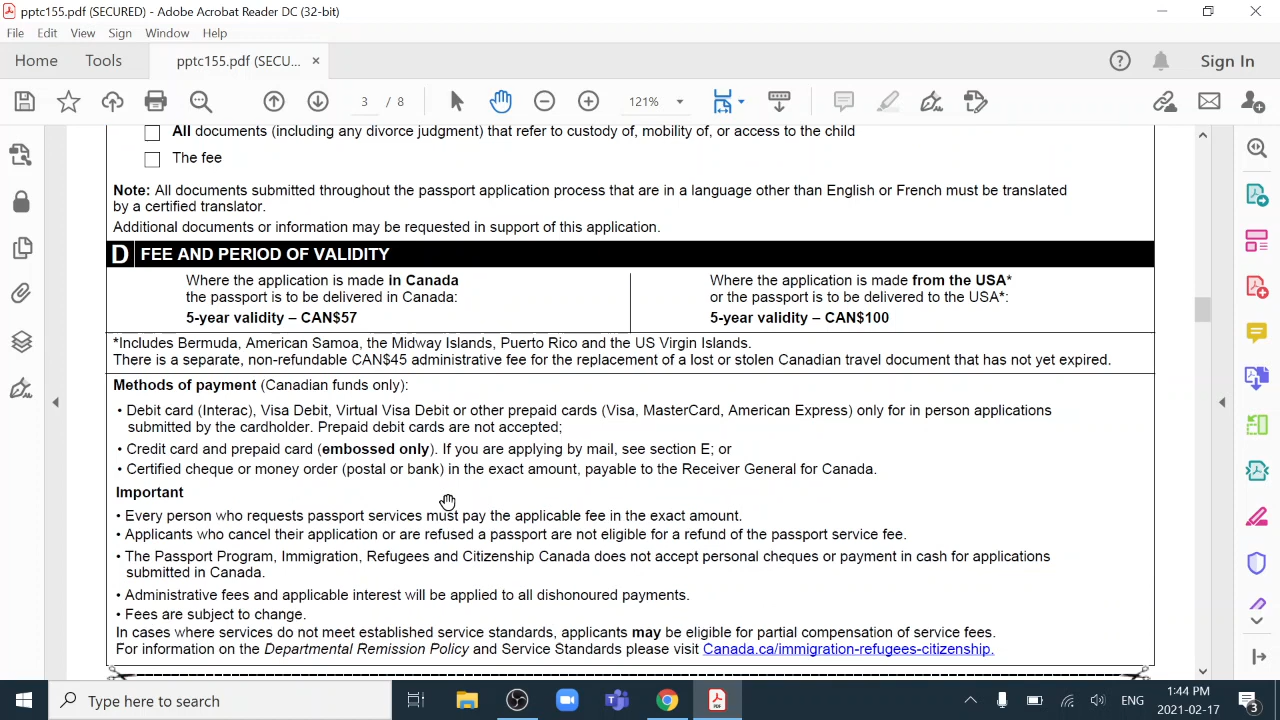 pptc155.pdf (SECURED) - Adobe Acrobat Reader DC (32-bit)
File Edit View Sign Window Help
Home Tools pptc155.pdf (SECU... × Sign In
3 / 8 121%
All documents (including any divorce judgment) that refer to custody of, mobility of, or access to the child
The fee
Note: All documents submitted throughout the passport application process that are in a language other than English or French must be translated
by a certified translator.
Additional documents or information may be requested in support of this application.
D FEE AND PERIOD OF VALIDITY
Where the application is made in Canada
the passport is to be delivered in Canada:
5-year validity – CAN$57
Where the application is made from the USA*
or the passport is to be delivered to the USA*:
5-year validity – CAN$100
*Includes Bermuda, American Samoa, the Midway Islands, Puerto Rico and the US Virgin Islands.
There is a separate, non-refundable CAN$45 administrative fee for the replacement of a lost or stolen Canadian travel document that has not yet expired.
Methods of payment (Canadian funds only):
• Debit card (Interac), Visa Debit, Virtual Visa Debit or other prepaid cards (Visa, MasterCard, American Express) only for in person applications
submitted by the cardholder. Prepaid debit cards are not accepted;
• Credit card and prepaid card (embossed only). If you are applying by mail, see section E; or
• Certified cheque or money order (postal or bank) in the exact amount, payable to the Receiver General for Canada.
Important
• Every person who requests passport services must pay the applicable fee in the exact amount.
• Applicants who cancel their application or are refused a passport are not eligible for a refund of the passport service fee.
• The Passport Program, Immigration, Refugees and Citizenship Canada does not accept personal cheques or payment in cash for applications
submitted in Canada.
• Administrative fees and applicable interest will be applied to all dishonoured payments.
• Fees are subject to change.
In cases where services do not meet established service standards, applicants may be eligible for partial compensation of service fees.
For information on the Departmental Remission Policy and Service Standards please visit Canada.ca/immigration-refugees-citizenship.
Type here to search
ENG
1:44 PM
2021-02-17
3